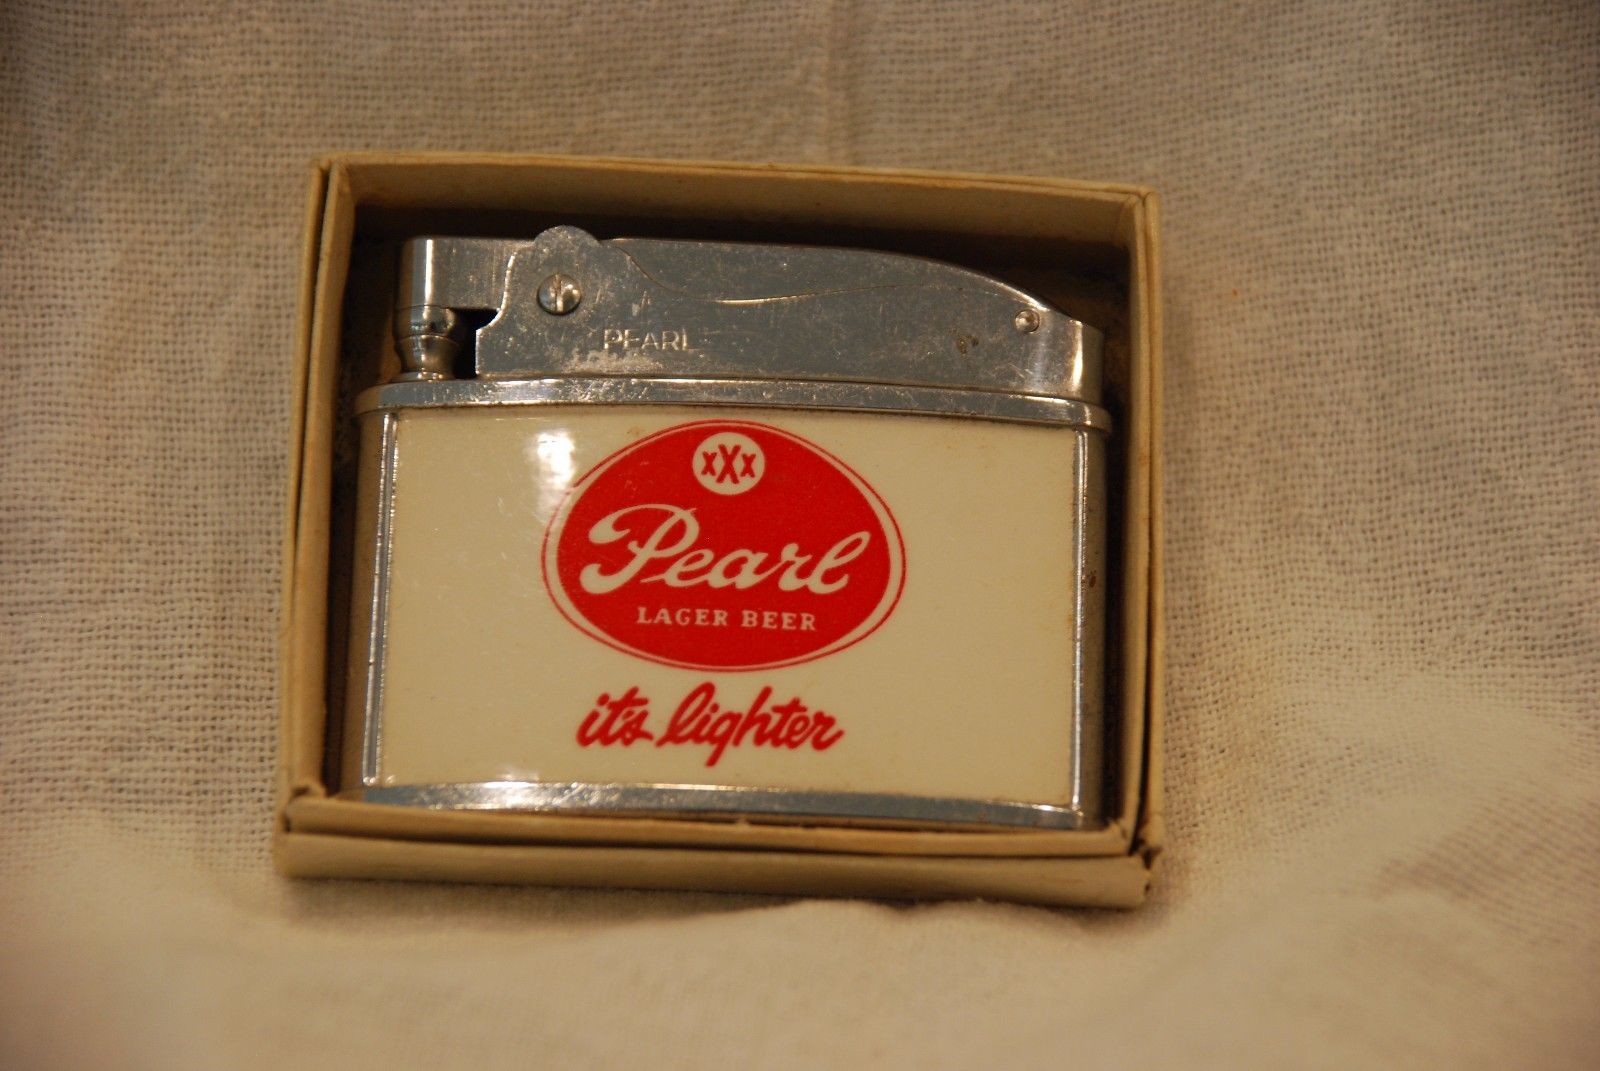 PEARL
xXx
Pearl
LAGER BEER
it's lighter